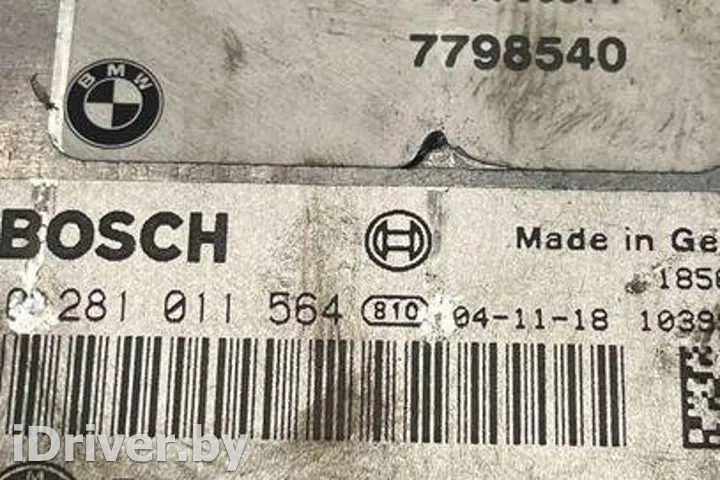 7798540
BMW
BOSCH
Made in Ge
0 281 011 564 810 04-11-18
iDriver.by